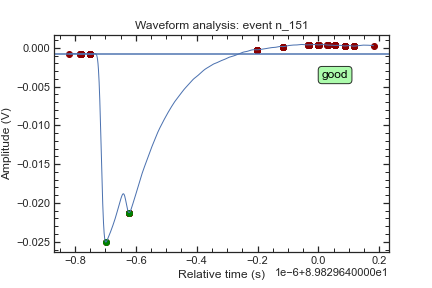 Waveform analysis: event n_151
0.000
−0.005
−0.010
−0.015
−0.020
−0.025
Amplitude (V)
good
−0.8
−0.6
−0.4
−0.2
0.0
0.2
Relative time (s)
1e−6+8.9829640000e1